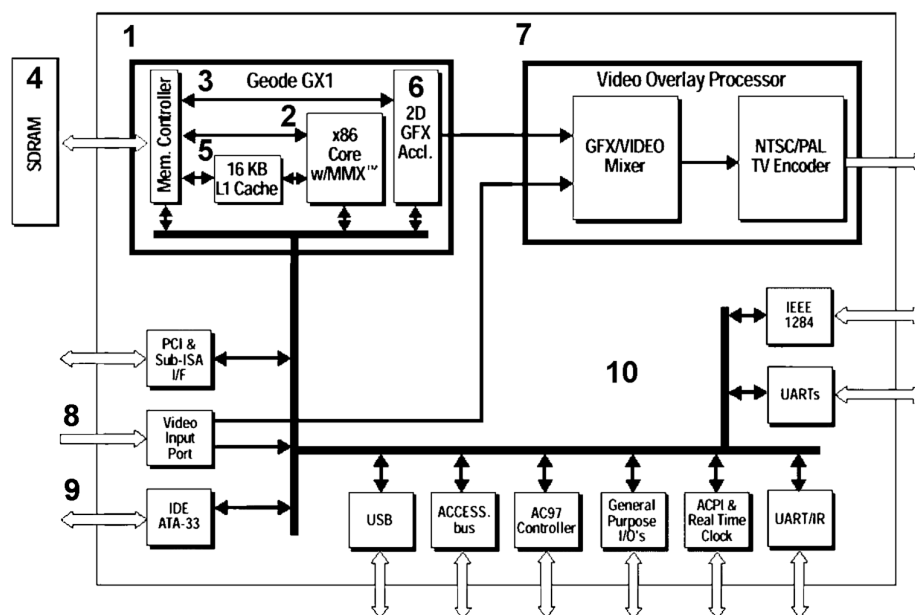 1
7
4
SDRAM
Mem. Controller
3
Geode GX1
6
2D
GFX
Accl.
2
x86
Core
w/MMX™
5
16 KB
L1 Cache
Video Overlay Processor
GFX/VIDEO
Mixer
NTSC/PAL
TV Encoder
PCI &
Sub-ISA
I/F
8
Video
Input
Port
9
IDE
ATA-33
10
IEEE
1284
UARTs
USB
ACCESS.
bus
AC97
Controller
General
Purpose
I/O's
ACPI &
Real Time
Clock
UART/IR